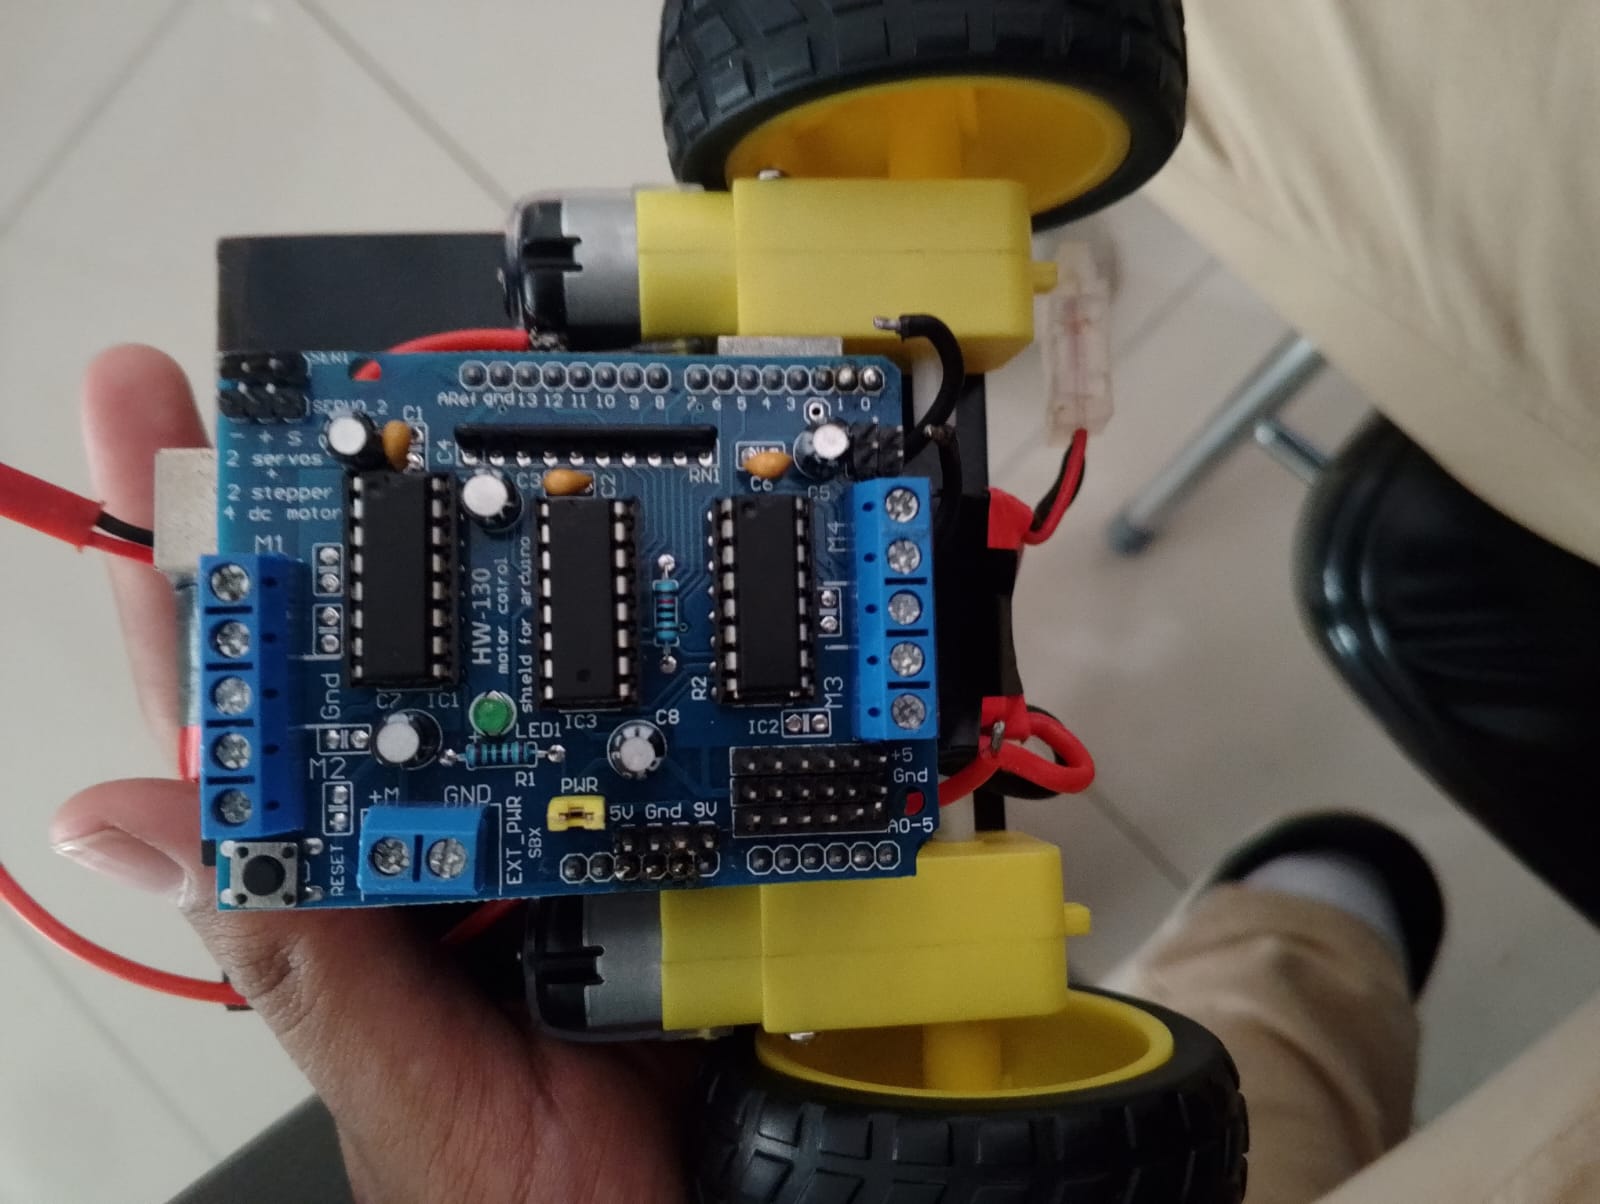 SER1
SERVO_2
- + S
2 servos
+
2 stepper
4 dc motor
M1
Gnd
M2
+M GND
EXT_PWR
SBX
RESET
ARef gnd 13 12 11 10 9 8 7 6 5 4 3 1 0
C1
C4
C3
C2
RN1
C6
C5
HW-130
motor cotrol
shield for arduino
C7
IC1
IC3
LED1
R1
C8
R2
IC2
M4
M3
PWR
5V Gnd 9V
+5
Gnd
A0-5